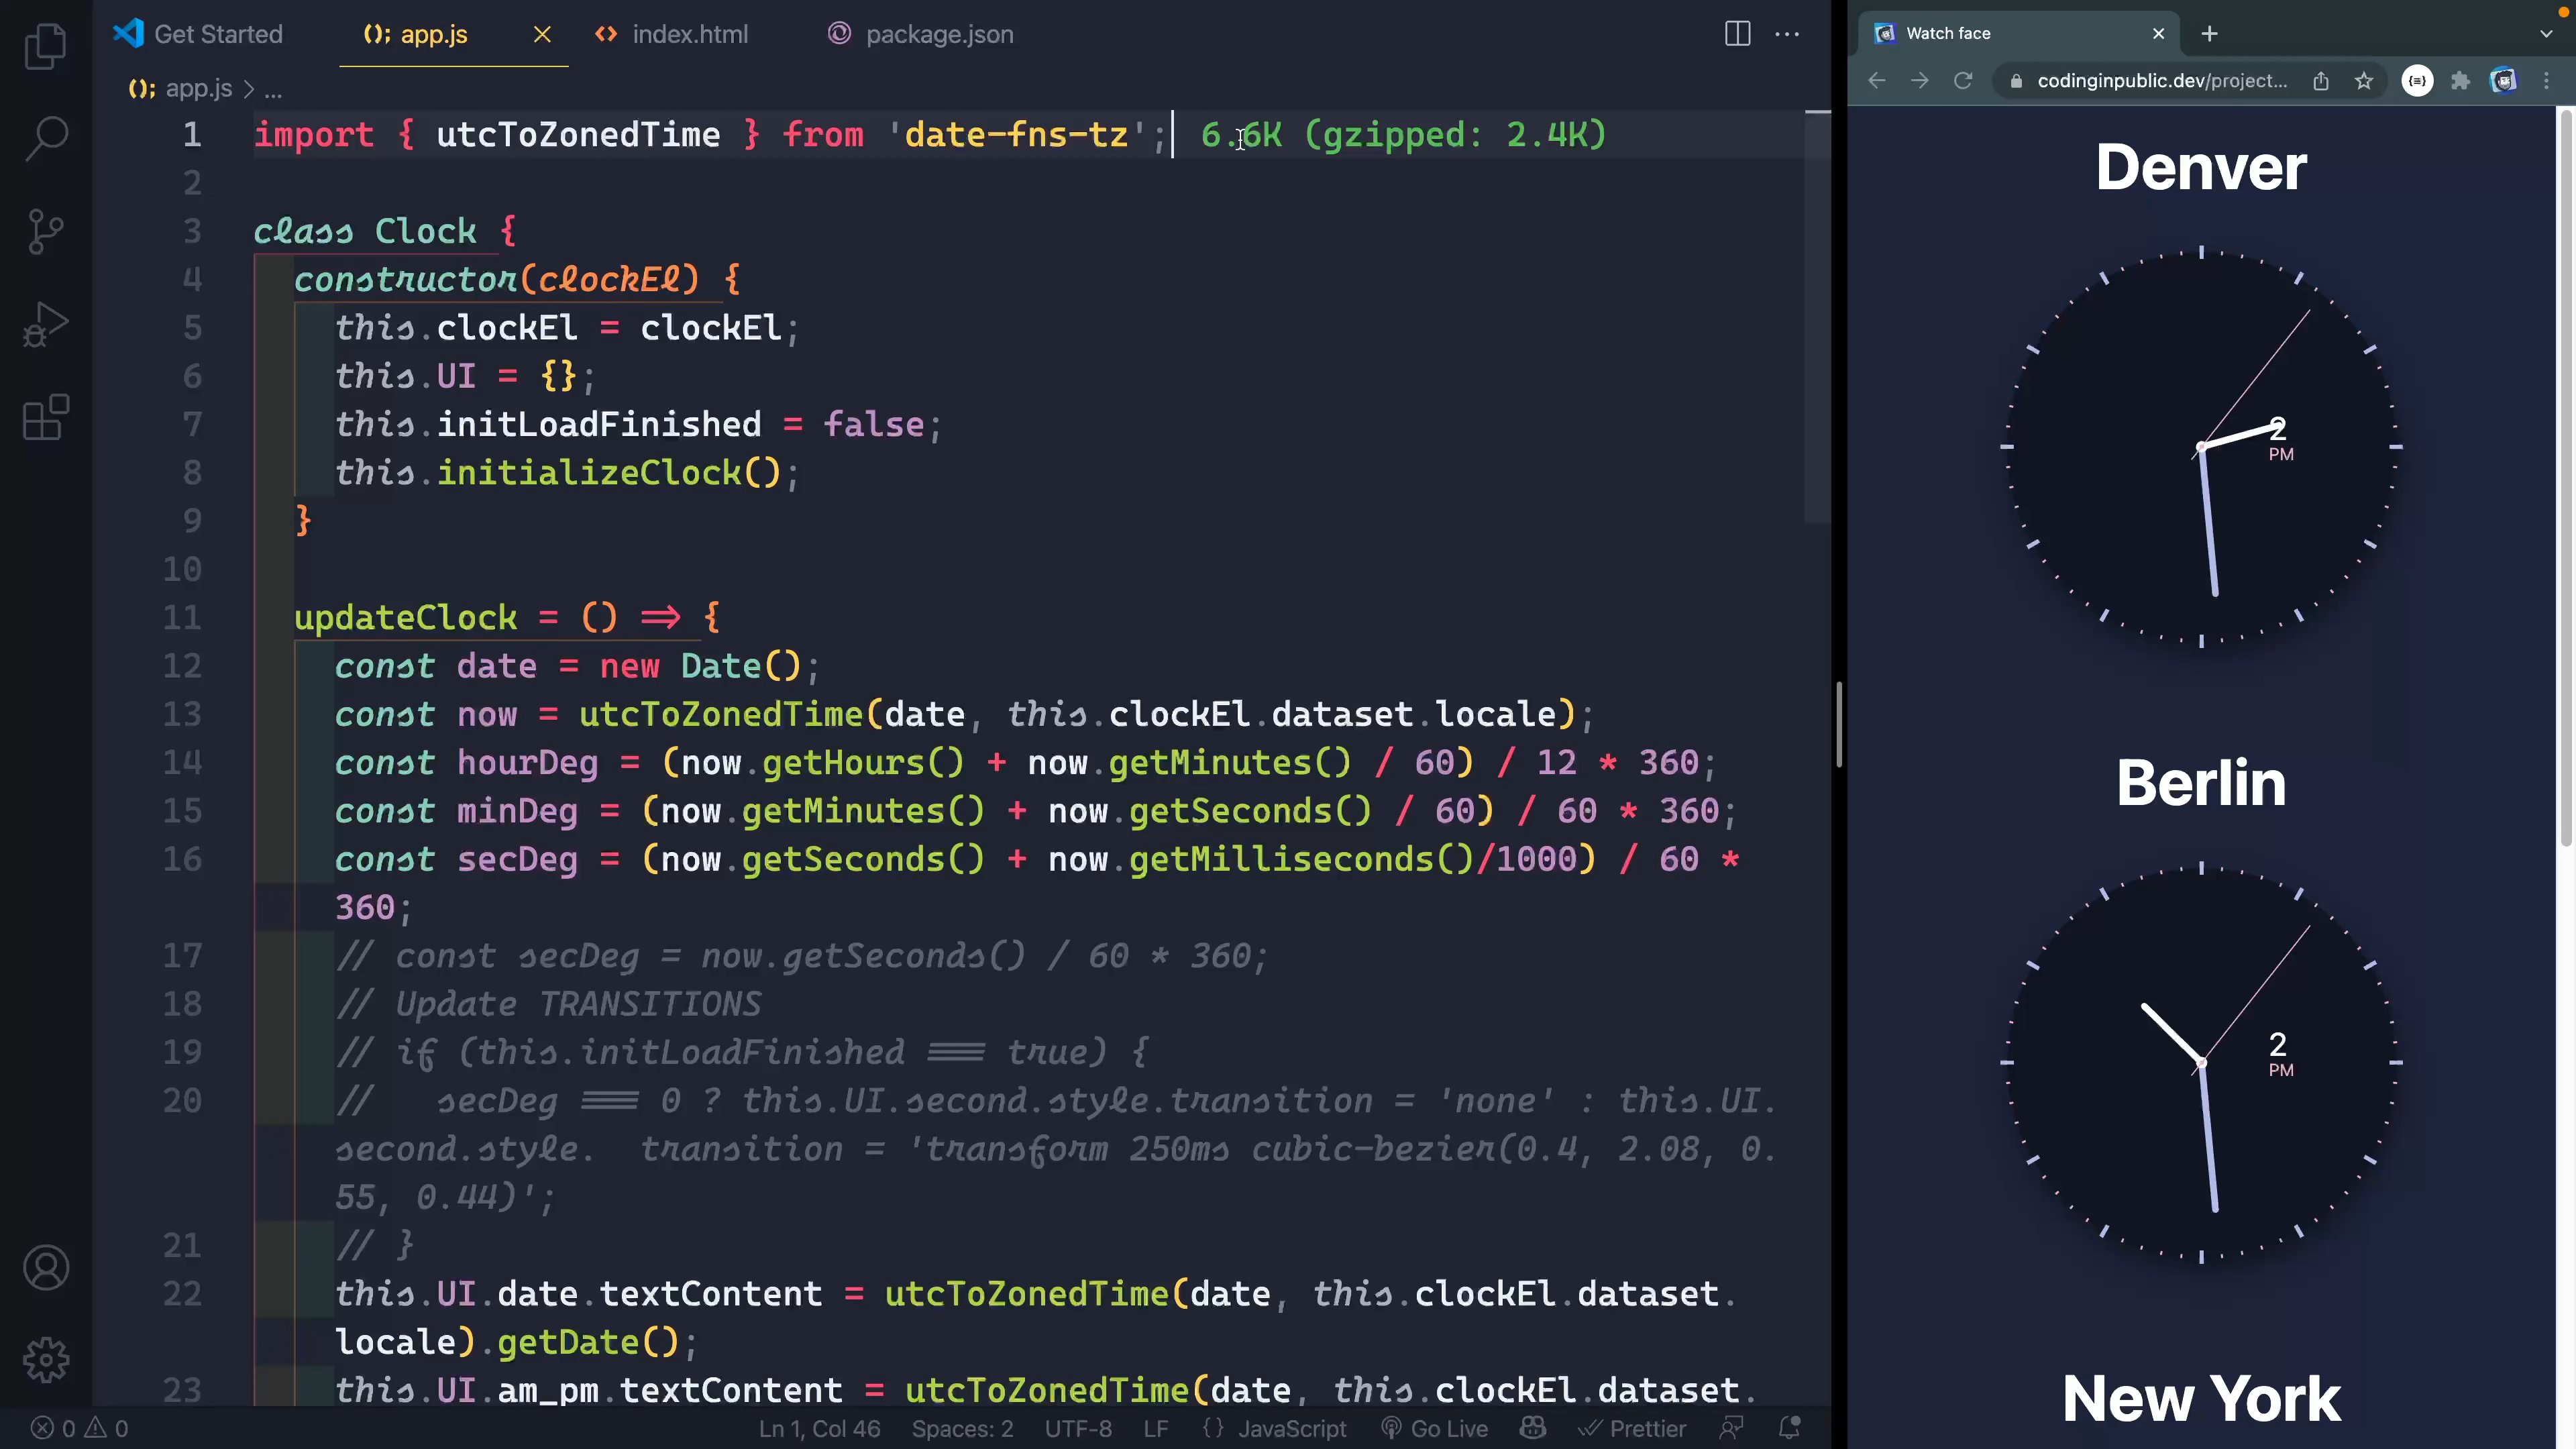 Get Started
app.js
index.html
package.json
app.js > ...
1 import { utcToZonedTime } from 'date-fns-tz'; 6.6K (gzipped: 2.4K)
2
3 class Clock {
4 constructor(clockEl) {
5 this.clockEl = clockEl;
6 this.UI = {};
7 this.initLoadFinished = false;
8 this.initializeClock();
9 }
10
11 updateClock = () => {
12 const date = new Date();
13 const now = utcToZonedTime(date, this.clockEl.dataset.locale);
14 const hourDeg = (now.getHours() + now.getMinutes() / 60) / 12 * 360;
15 const minDeg = (now.getMinutes() + now.getSeconds() / 60) / 60 * 360;
16 const secDeg = (now.getSeconds() + now.getMilliseconds()/1000) / 60 *
360;
17 // const secDeg = now.getSeconds() / 60 * 360;
18 // Update TRANSITIONS
19 // if (this.initLoadFinished === true) {
20 //   secDeg === 0 ? this.UI.second.style.transition = 'none' : this.UI.
second.style.  transition = 'transform 250ms cubic-bezier(0.4, 2.08, 0.
55, 0.44)';
21 // }
22 this.UI.date.textContent = utcToZonedTime(date, this.clockEl.dataset.
locale).getDate();
23 this.UI.am_pm.textContent = utcToZonedTime(date, this.clockEl.dataset.
0 0
Ln 1, Col 46
Spaces: 2
UTF-8
LF
{} JavaScript
Go Live
Prettier
Watch face
codinginpublic.dev/project...
Denver
2
PM
Berlin
2
PM
New York